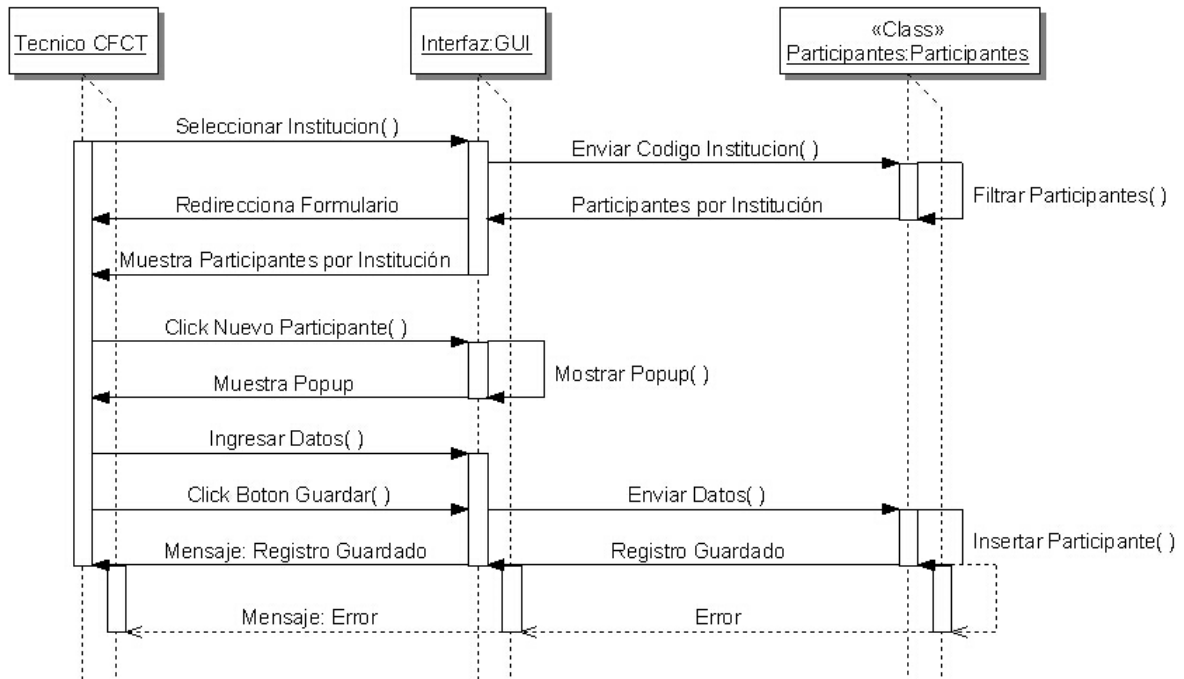 Tecnico CFCT
Interfaz:GUI
«Class»
Participantes:Participantes
Seleccionar Institucion( )
Enviar Codigo Institucion( )
Filtrar Participantes( )
Redirecciona Formulario
Participantes por Institución
Muestra Participantes por Institución
Click Nuevo Participante( )
Mostrar Popup( )
Muestra Popup
Ingresar Datos( )
Click Boton Guardar( )
Enviar Datos( )
Insertar Participante( )
Mensaje: Registro Guardado
Registro Guardado
Mensaje: Error
Error